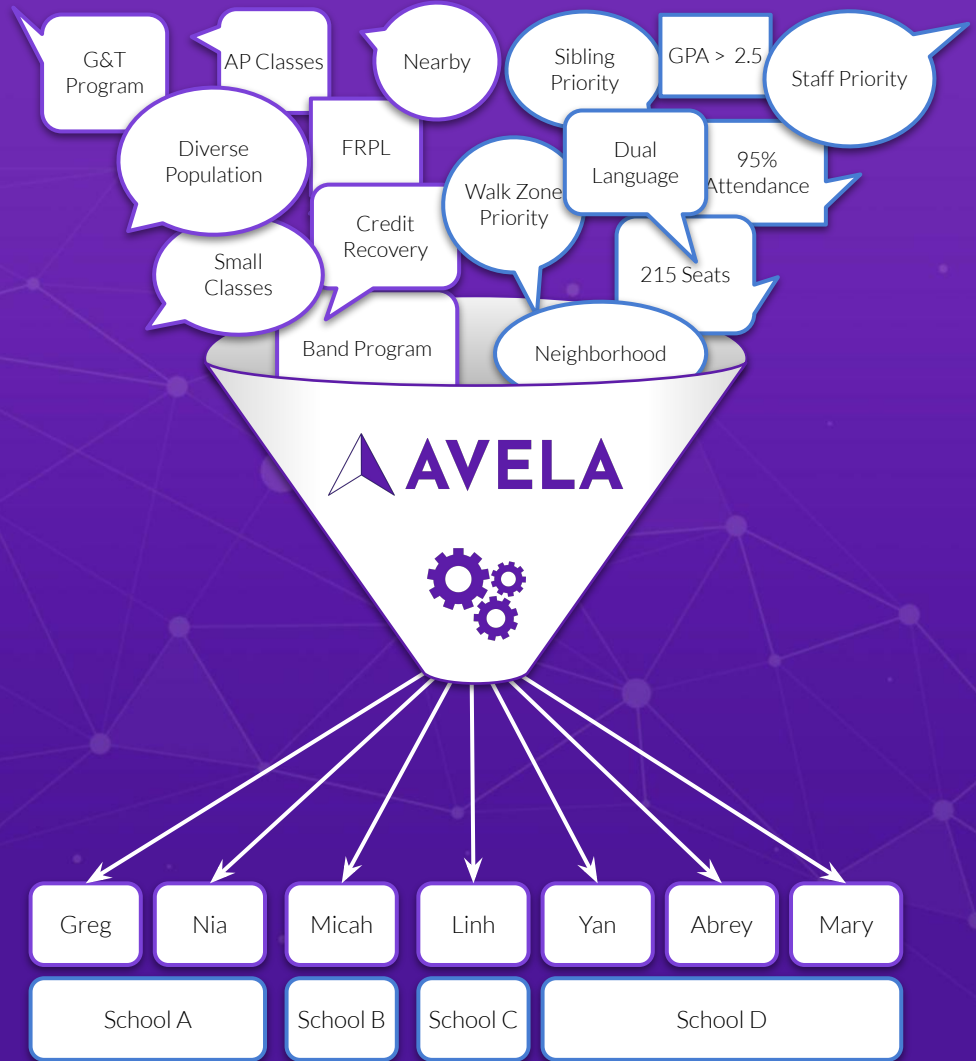 G&T
Program
AP Classes
Nearby
Sibling
Priority
GPA >  2.5
Staff Priority
Diverse
Population
FRPL
Walk Zone
Priority
Dual
Language
95%
Attendance
Credit
Recovery
Small
Classes
215 Seats
Band Program
Neighborhood
AVELA
Greg
Nia
Micah
Linh
Yan
Abrey
Mary
School A
School B
School C
School D